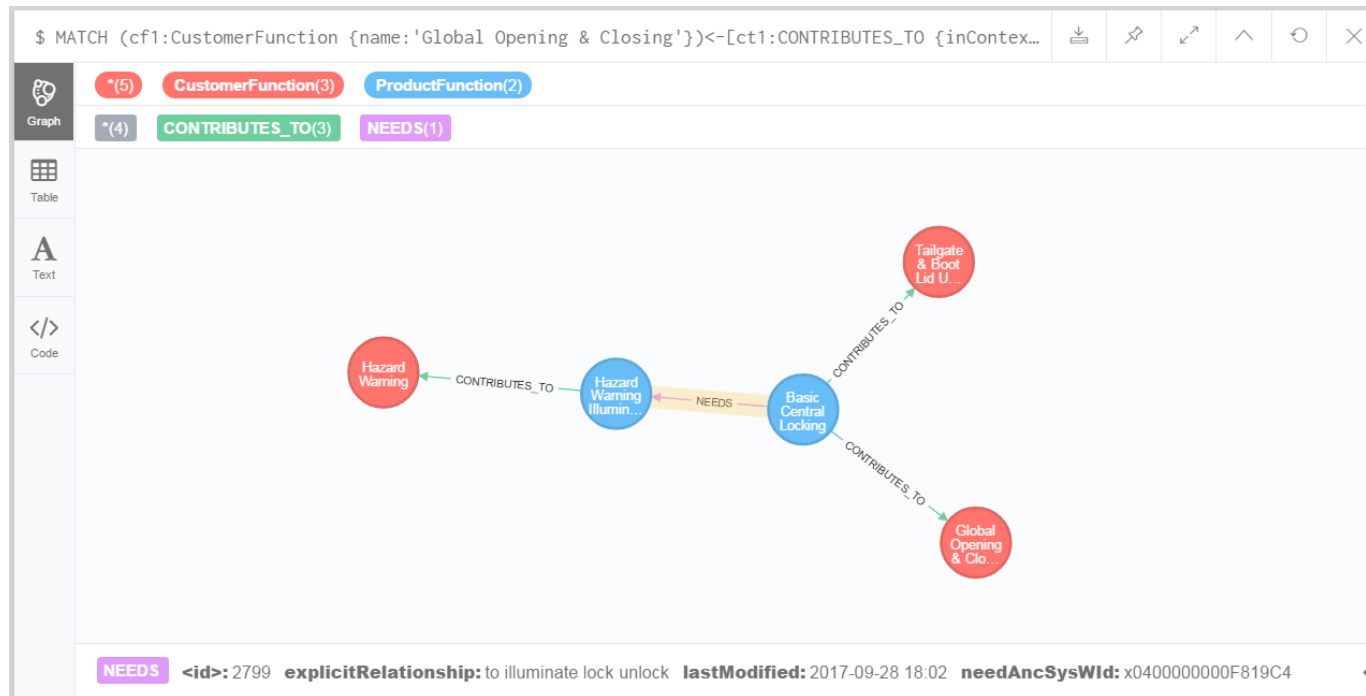 $ MATCH (cf1:CustomerFunction {name:'Global Opening & Closing'})<-[ct1:CONTRIBUTES_TO {inContex…
Graph
*(5) CustomerFunction(3) ProductFunction(2)
*(4) CONTRIBUTES_TO(3) NEEDS(1)
Table
A
Text
</>
Code
Tailgate
& Boot
Lid U...
CONTRIBUTES_TO
Hazard
Warning
CONTRIBUTES_TO
Hazard
Warning
Illumin...
NEEDS
Basic
Central
Locking
CONTRIBUTES_TO
Global
Opening
& Clo...
NEEDS <id>: 2799 explicitRelationship: to illuminate lock unlock lastModified: 2017-09-28 18:02 needAncSysWId: x0400000000F819C4